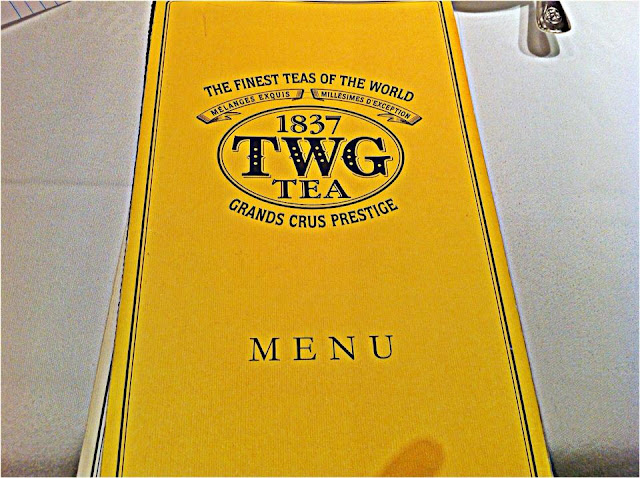 THE FINEST TEAS OF THE WORLD
MÉLANGES EXQUIS MILLÉSIMES D'EXCEPTION
1837
TWG
TEA
GRANDS CRUS PRESTIGE
MENU